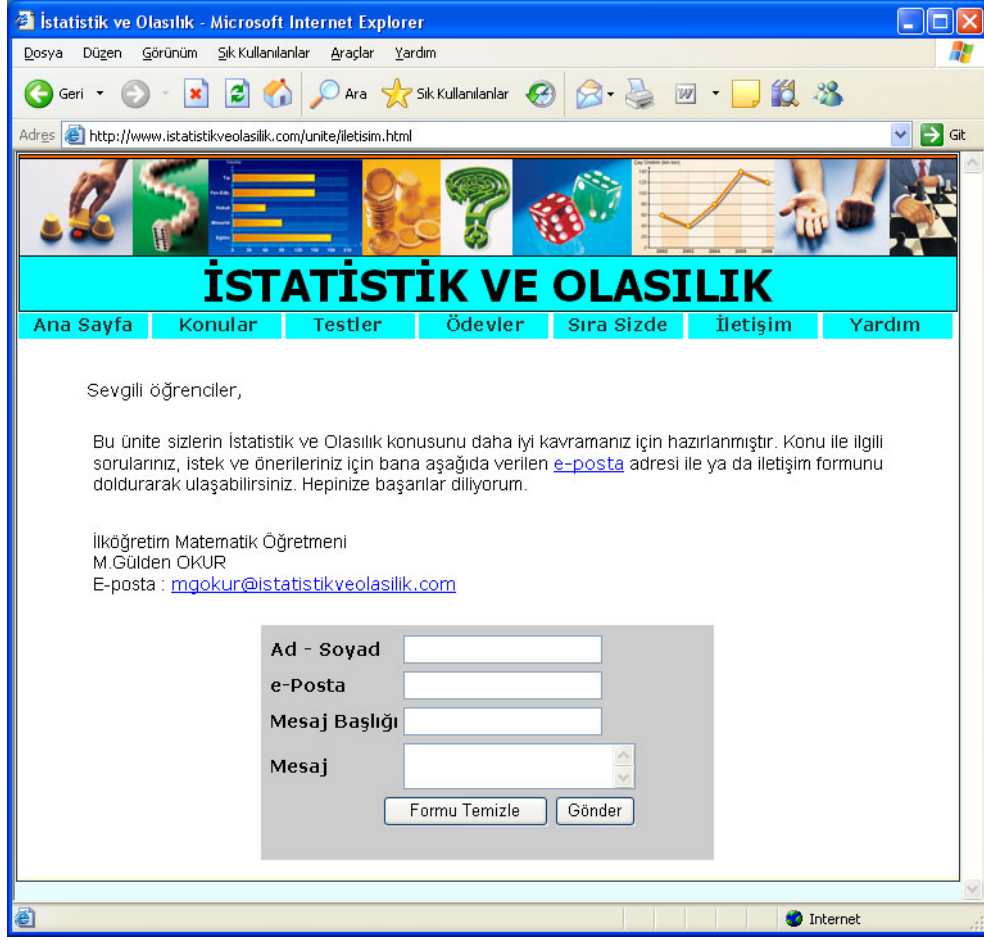 İstatistik ve Olasılık - Microsoft Internet Explorer
Dosya Düzen Görünüm Sık Kullanılanlar Araçlar Yardım
Geri Ara Sık Kullanılanlar
Adres http://www.istatistikveolasilik.com/unite/iletisim.html Git
İSTATİSTİK VE OLASILIK
Ana Sayfa Konular Testler Ödevler Sıra Sizde İletişim Yardım
Sevgili öğrenciler,
Bu ünite sizlerin İstatistik ve Olasılık konusunu daha iyi kavramanız için hazırlanmıştır. Konu ile ilgili
sorularınız, istek ve önerileriniz için bana aşağıda verilen e-posta adresi ile ya da iletişim formunu
doldurarak ulaşabilirsiniz. Hepinize başarılar diliyorum.
İlköğretim Matematik Öğretmeni
M.Gülden OKUR
E-posta : mgokur@istatistikveolasilik.com
Ad - Soyad
e-Posta
Mesaj Başlığı
Mesaj
Formu Temizle Gönder
Internet